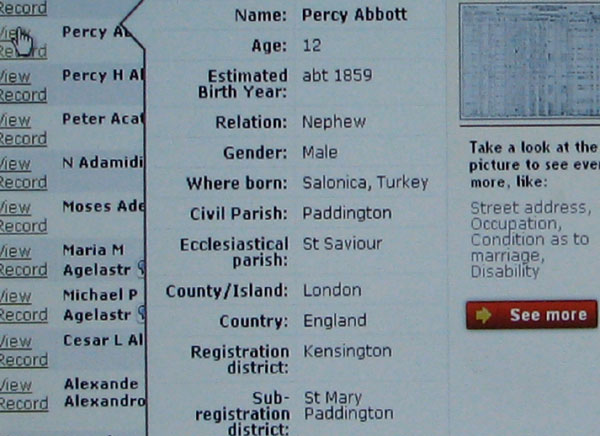 Record
View
Record
View
Record
View
Record
View
Record
View
Record
View
Record
View
Record
View
Record
View
Record
Percy A
Percy H A
Peter Aca
N Adamidi
Moses Ade
Maria M
Agelastr
Michael P
Agelastr
Cesar L Al
Alexande
Alexandro
Name: Percy Abbott
Age: 12
Estimated abt 1859
Birth Year:
Relation: Nephew
Gender: Male
Where born: Salonica, Turkey
Civil Parish: Paddington
Ecclesiastical St Saviour
parish:
County/Island: London
Country: England
Registration Kensington
district:
Sub- St Mary
registration Paddington
district:
Take a look at the
picture to see eve
more, like:
Street address,
Occupation,
Condition as to
marriage,
Disability
See more